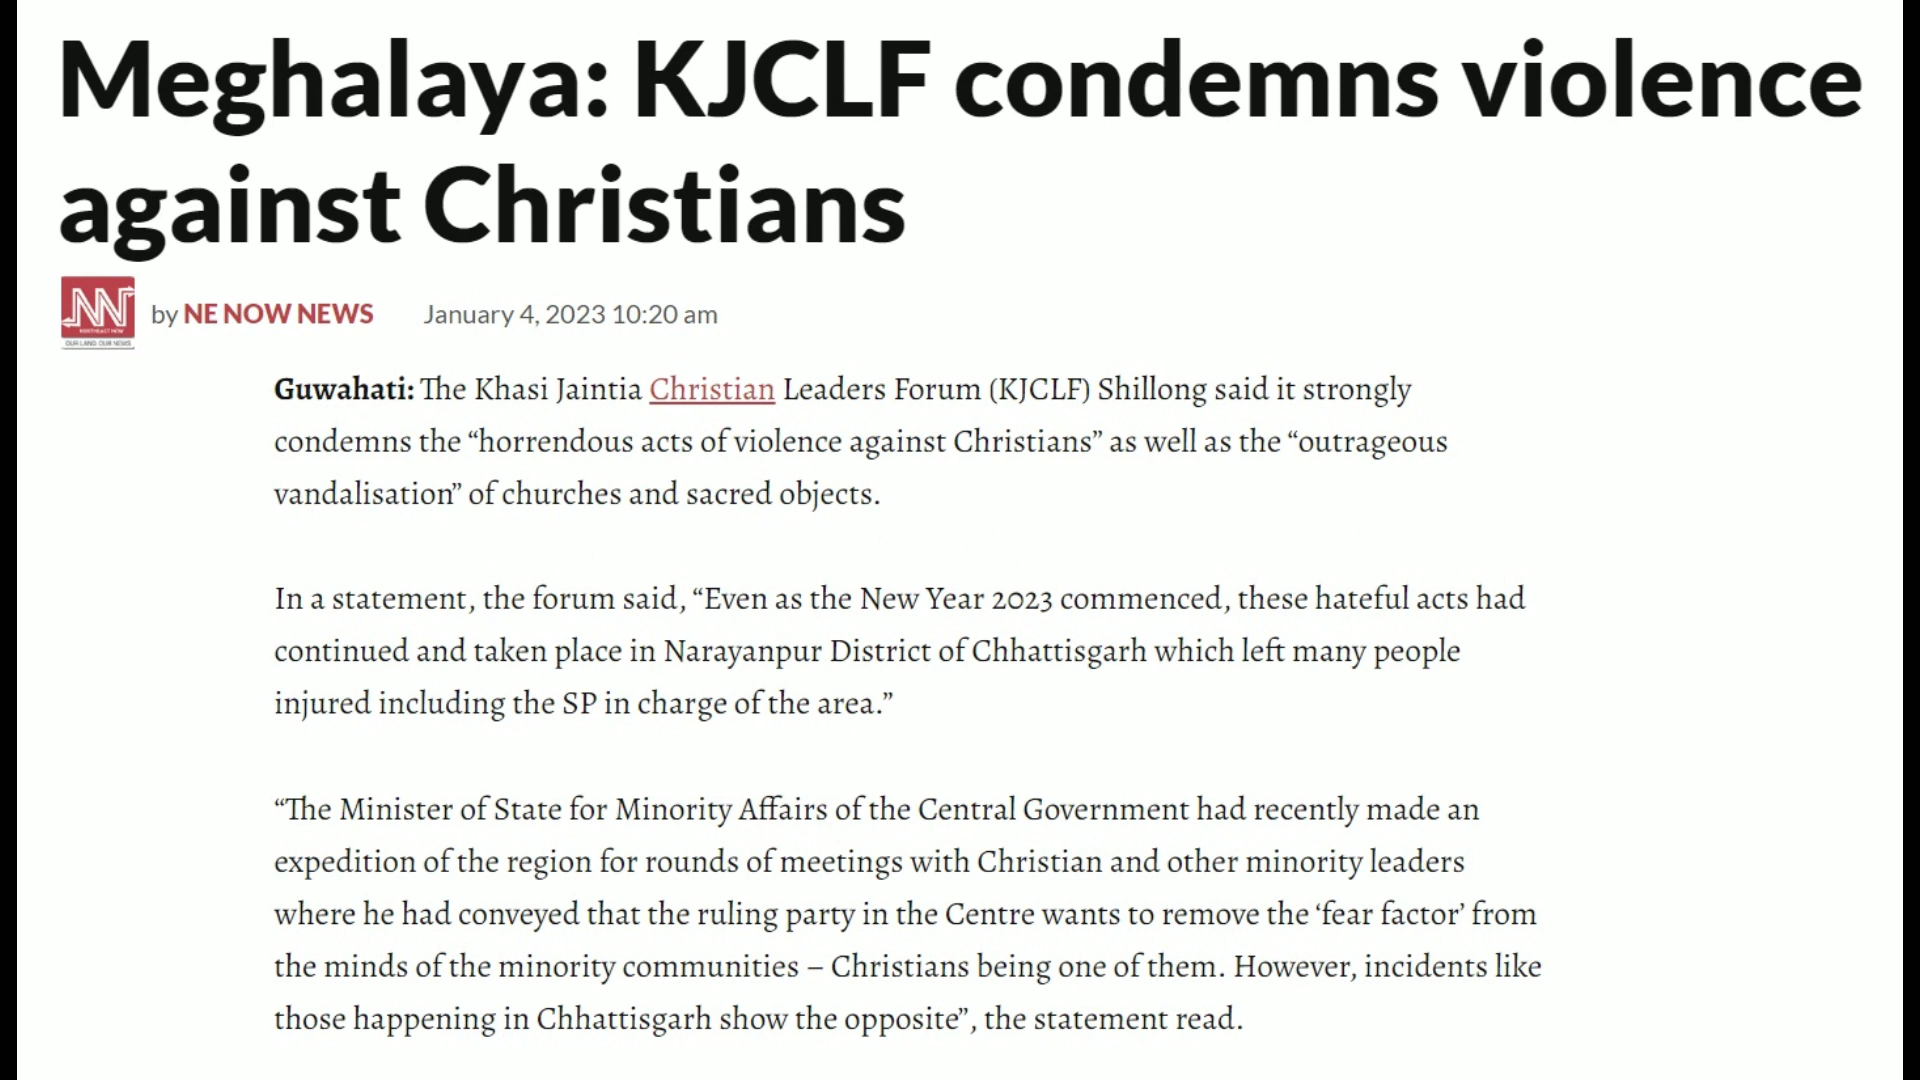 Meghalaya: KJCLF condemns violence
against Christians
NN
NORTHEAST NOW
OUR LAND. OUR NEWS
by NE NOW NEWS January 4, 2023 10:20 am
Guwahati: The Khasi Jaintia Christian Leaders Forum (KJCLF) Shillong said it strongly
condemns the “horrendous acts of violence against Christians” as well as the “outrageous
vandalisation” of churches and sacred objects.
In a statement, the forum said, “Even as the New Year 2023 commenced, these hateful acts had
continued and taken place in Narayanpur District of Chhattisgarh which left many people
injured including the SP in charge of the area.”
“The Minister of State for Minority Affairs of the Central Government had recently made an
expedition of the region for rounds of meetings with Christian and other minority leaders
where he had conveyed that the ruling party in the Centre wants to remove the ‘fear factor’ from
the minds of the minority communities – Christians being one of them. However, incidents like
those happening in Chhattisgarh show the opposite”, the statement read.